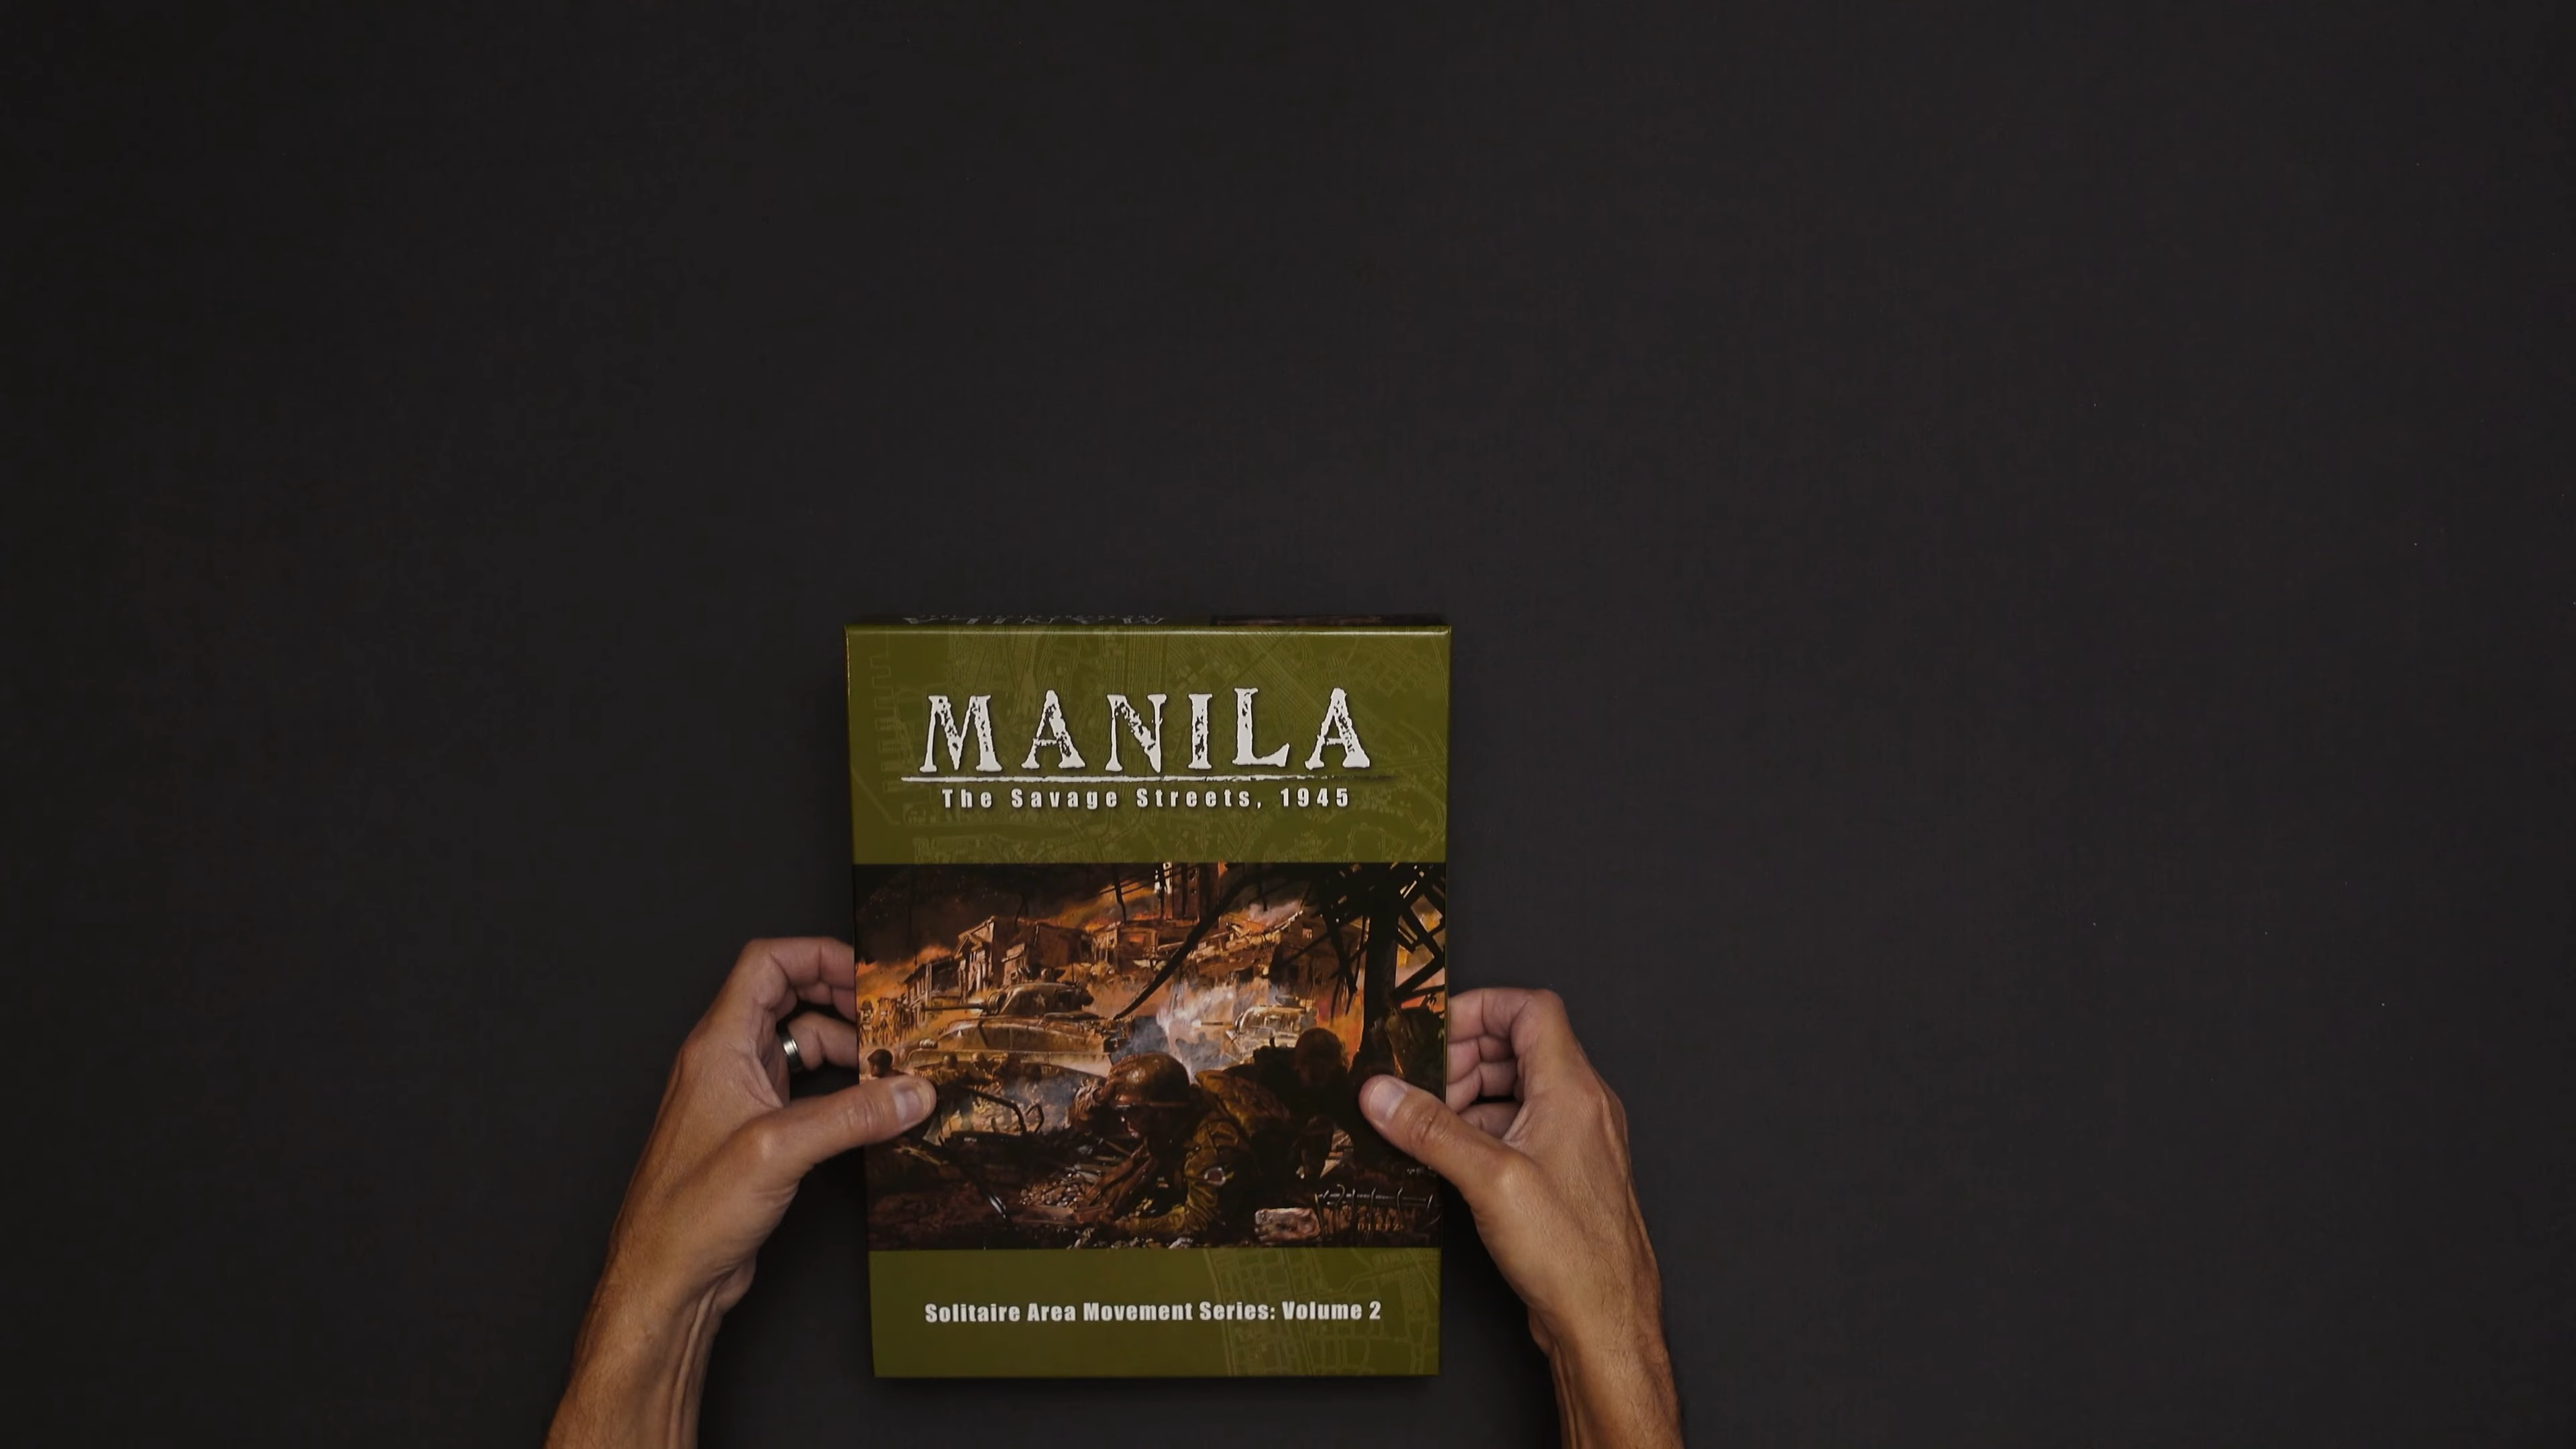 MANILA
The Savage Streets, 1945
Solitaire Area Movement Series: Volume 2